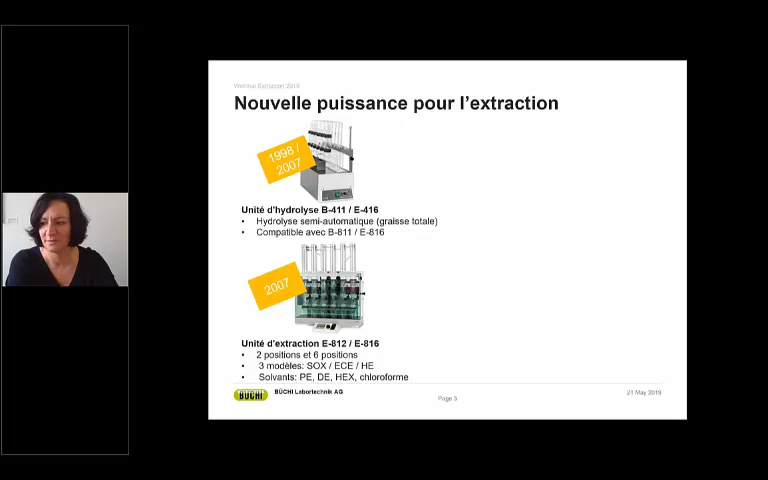 Webinar Extraction 2019
Nouvelle puissance pour l'extraction
1998 /
2007
Unité d'hydrolyse B-411 / E-416
• Hydrolyse semi-automatique (graisse totale)
• Compatible avec B-811 / E-816
2007
Unité d'extraction E-812 / E-816
• 2 positions et 6 positions
• 3 modèles: SOX / ECE / HE
• Solvants: PE, DE, HEX, chloroforme
BÜCHI BÜCHI Labortechnik AG
Page 3
21 May 2019